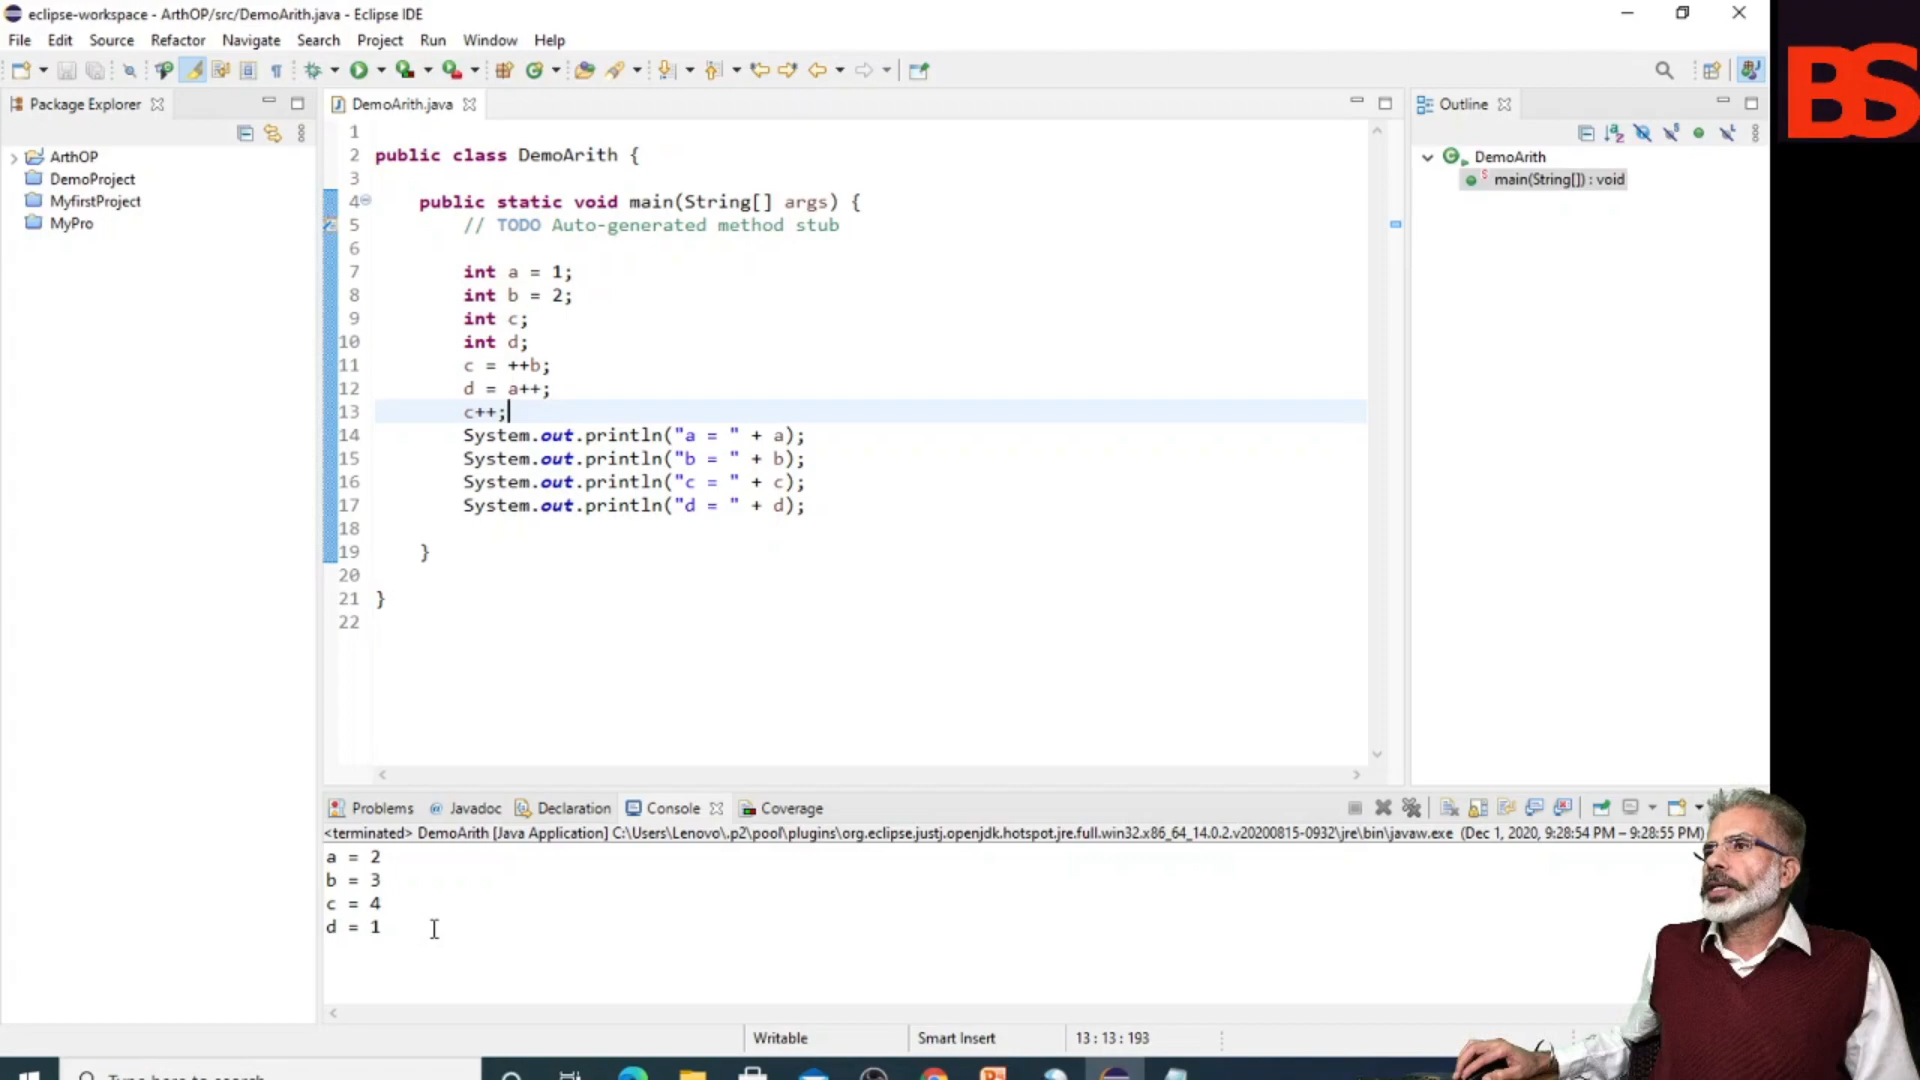 eclipse-workspace - ArthOP/src/DemoArith.java - Eclipse IDE
BS
File Edit Source Refactor Navigate Search Project Run Window Help
Package Explorer
DemoArith.java
Outline
ArthOP
DemoProject
MyfirstProject
MyPro
1
2 public class DemoArith {
3
4 public static void main(String[] args) {
5 // TODO Auto-generated method stub
6
7 int a = 1;
8 int b = 2;
9 int c;
10 int d;
11 c = ++b;
12 d = a++;
13 c++;
14 System.out.println("a = " + a);
15 System.out.println("b = " + b);
16 System.out.println("c = " + c);
17 System.out.println("d = " + d);
18
19 }
20
21 }
22
DemoArith
main(String[]) : void
Problems @ Javadoc Declaration Console Coverage
<terminated> DemoArith [Java Application] C:\Users\Lenovo\.p2\pool\plugins\org.eclipse.justj.openjdk.hotspot.jre.full.win32.x86_64_14.0.2.v20200815-0932\jre\bin\javaw.exe (Dec 1, 2020, 9:28:54 PM – 9:28:55 PM)
a = 2
b = 3
c = 4
d = 1
Writable Smart Insert 13 : 13 : 193
Type here to search